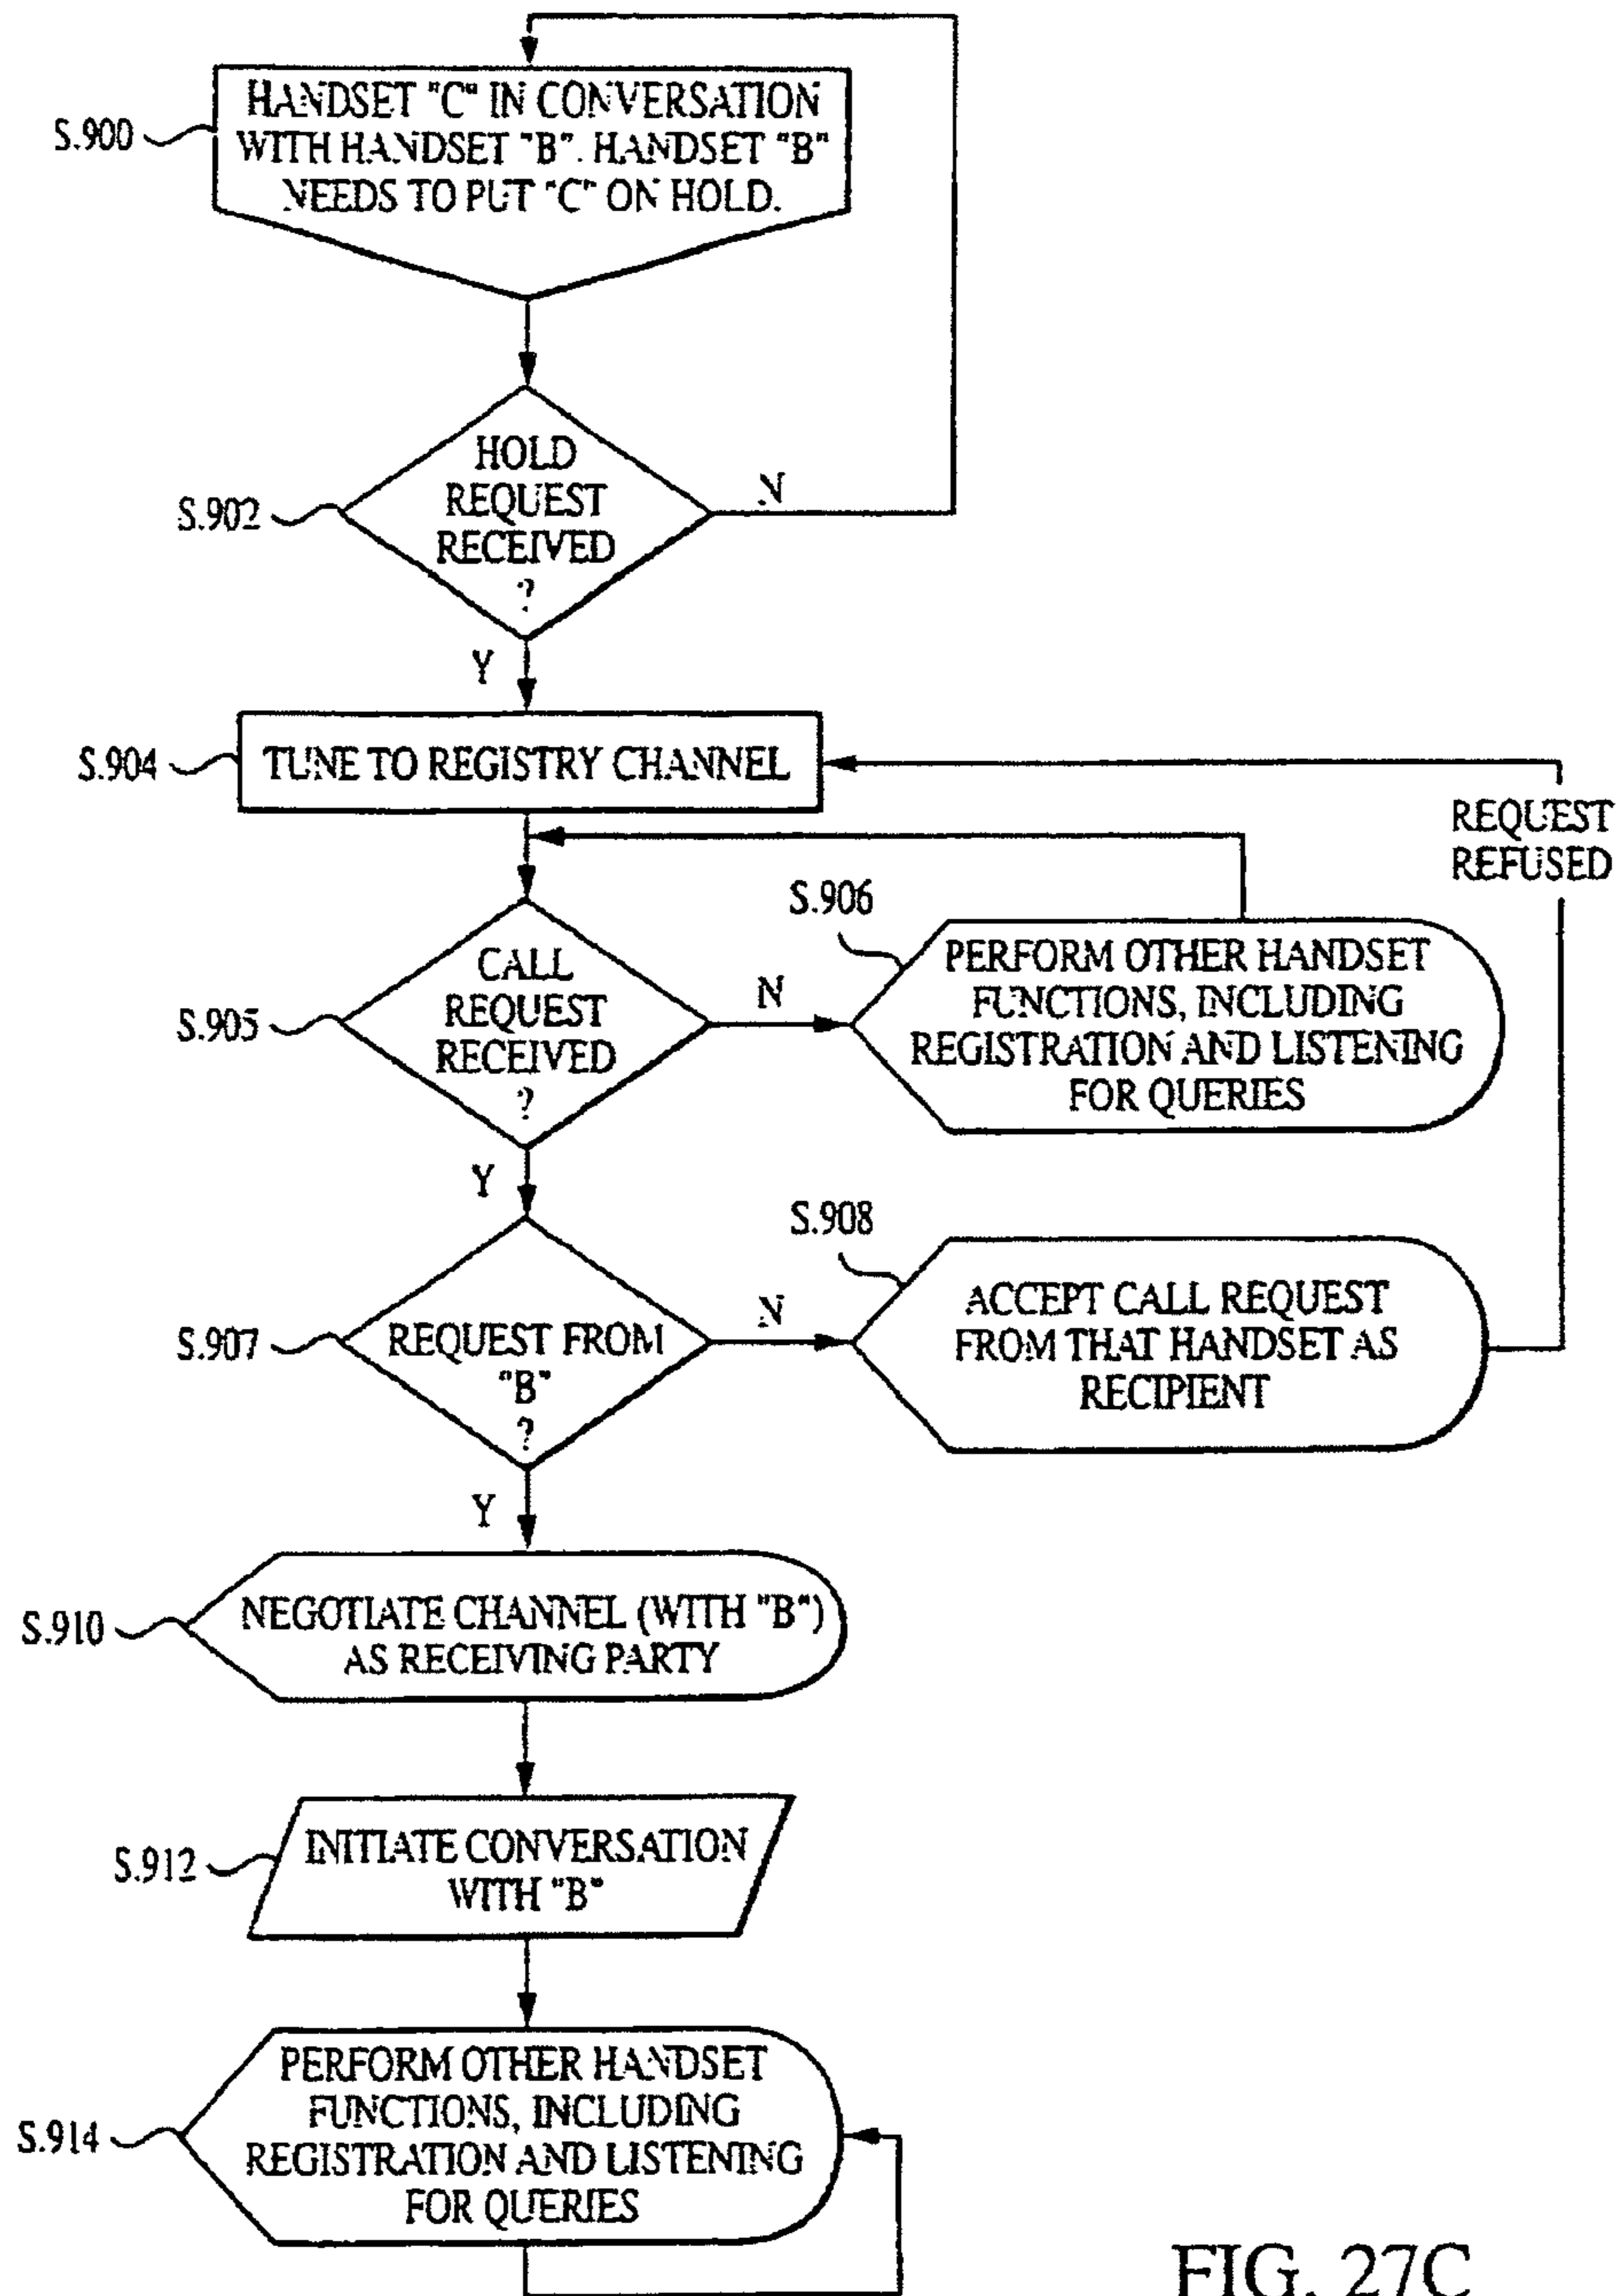 HANDSET "C" IN CONVERSATION
WITH HANDSET "B". HANDSET "B"
NEEDS TO PUT "C" ON HOLD.
S.900
HOLD
REQUEST
RECEIVED
?
S.902
N
Y
S.904
TUNE TO REGISTRY CHANNEL
REQUEST
REFUSED
S.906
CALL
REQUEST
RECEIVED
?
S.905
N
PERFORM OTHER HANDSET
FUNCTIONS, INCLUDING
REGISTRATION AND LISTENING
FOR QUERIES
Y
S.908
S.907
REQUEST FROM
"B"
?
N
ACCEPT CALL REQUEST
FROM THAT HANDSET AS
RECIPIENT
Y
S.910
NEGOTIATE CHANNEL (WITH "B")
AS RECEIVING PARTY
S.912
INITIATE CONVERSATION
WITH "B"
S.914
PERFORM OTHER HANDSET
FUNCTIONS, INCLUDING
REGISTRATION AND LISTENING
FOR QUERIES
FIG. 27C